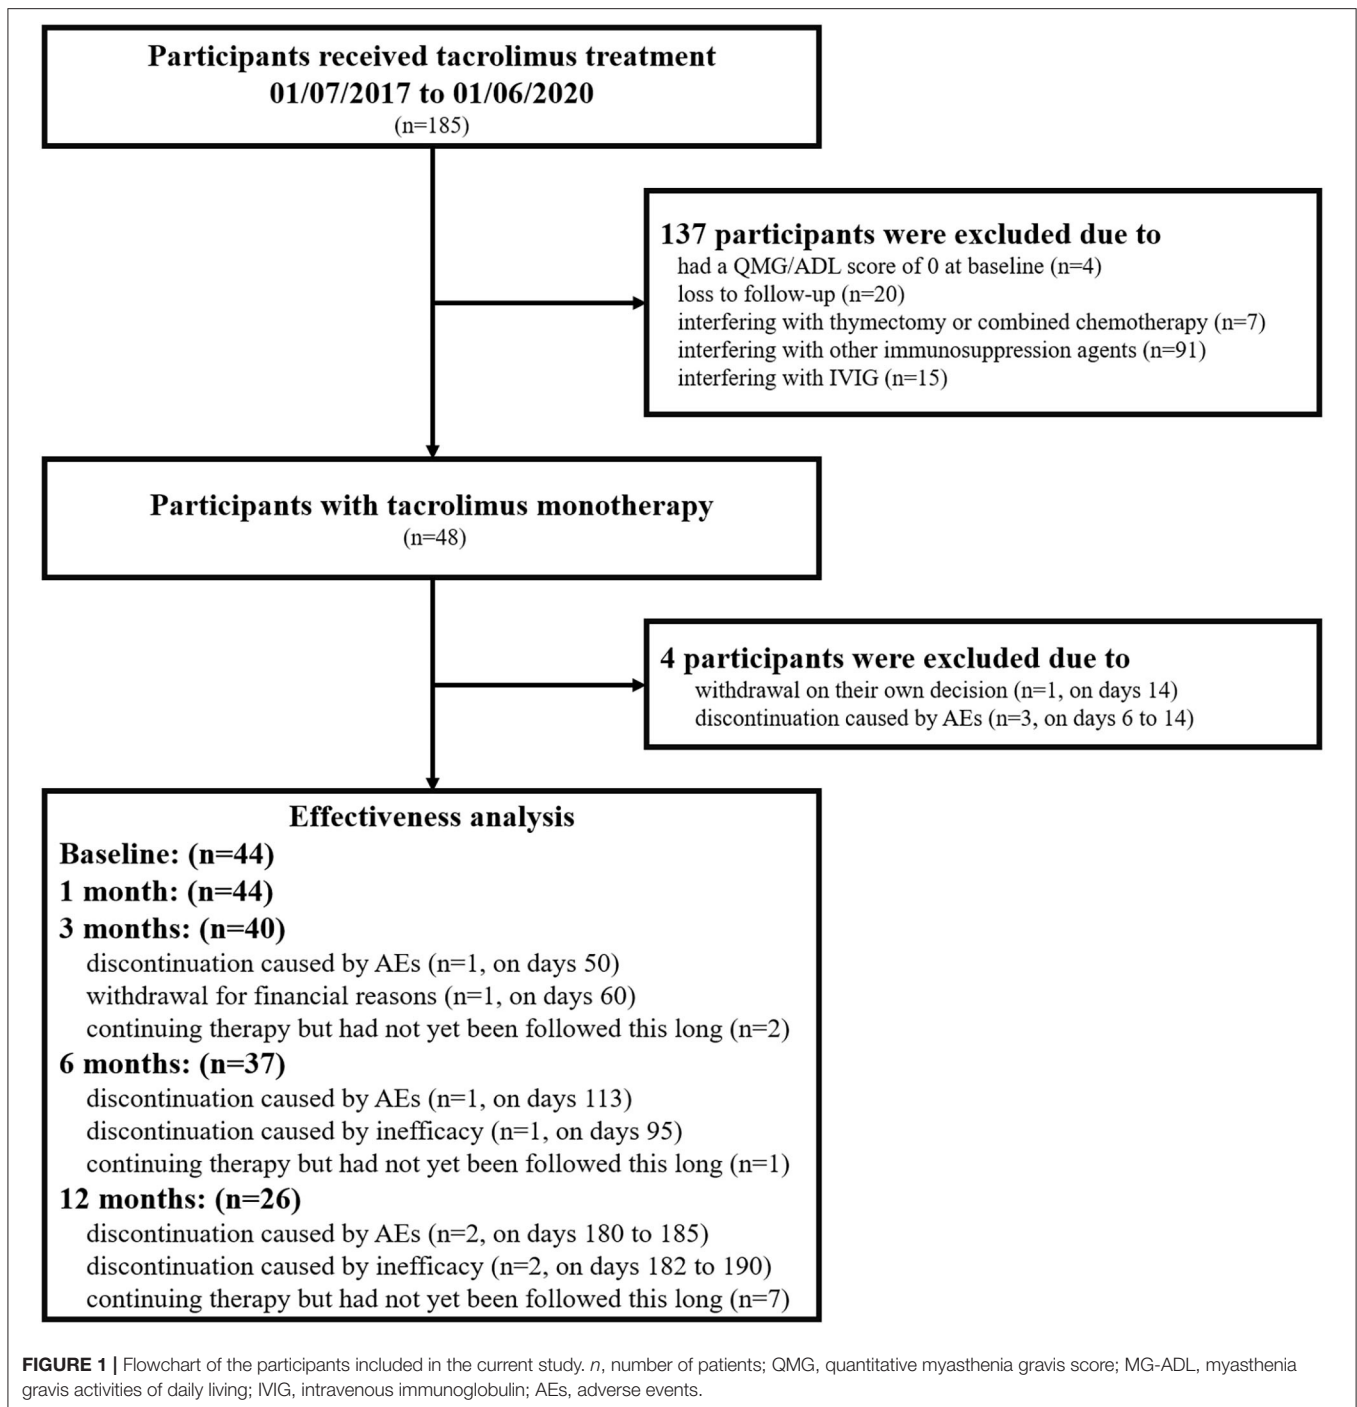 Participants received tacrolimus treatment
01/07/2017 to 01/06/2020
(n=185)
137 participants were excluded due to
had a QMG/ADL score of 0 at baseline (n=4)
loss to follow-up (n=20)
interfering with thymectomy or combined chemotherapy (n=7)
interfering with other immunosuppression agents (n=91)
interfering with IVIG (n=15)
Participants with tacrolimus monotherapy
(n=48)
4 participants were excluded due to
withdrawal on their own decision (n=1, on days 14)
discontinuation caused by AEs (n=3, on days 6 to 14)
Effectiveness analysis
Baseline: (n=44)
1 month: (n=44)
3 months: (n=40)
discontinuation caused by AEs (n=1, on days 50)
withdrawal for financial reasons (n=1, on days 60)
continuing therapy but had not yet been followed this long (n=2)
6 months: (n=37)
discontinuation caused by AEs (n=1, on days 113)
discontinuation caused by inefficacy (n=1, on days 95)
continuing therapy but had not yet been followed this long (n=1)
12 months: (n=26)
discontinuation caused by AEs (n=2, on days 180 to 185)
discontinuation caused by inefficacy (n=2, on days 182 to 190)
continuing therapy but had not yet been followed this long (n=7)
FIGURE 1 | Flowchart of the participants included in the current study. n, number of patients; QMG, quantitative myasthenia gravis score; MG-ADL, myasthenia
gravis activities of daily living; IVIG, intravenous immunoglobulin; AEs, adverse events.